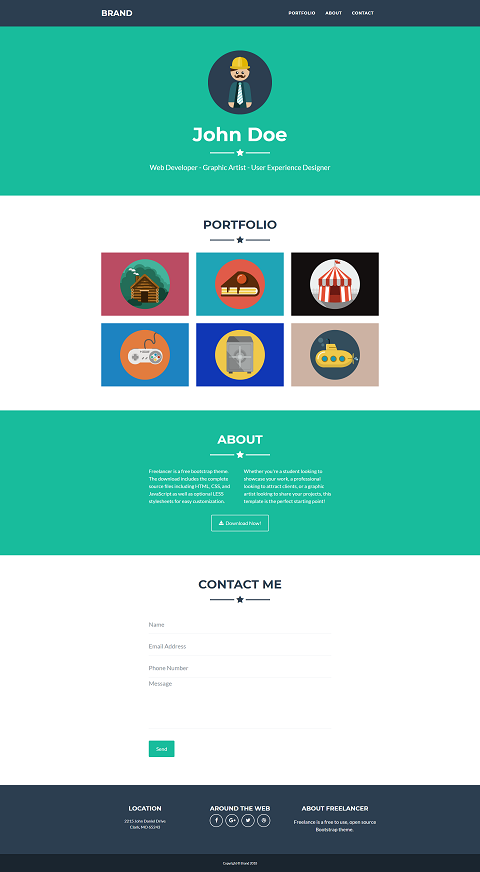 BRAND
PORTFOLIO ABOUT CONTACT
John Doe
Web Developer - Graphic Artist - User Experience Designer
PORTFOLIO
ABOUT
Freelancer is a free bootstrap theme.
The download includes the complete
source files including HTML, CSS, and
JavaScript as well as optional LESS
stylesheets for easy customization.
Whether you're a student looking to
showcase your work, a professional
looking to attract clients, or a graphic
artist looking to share your projects, this
template is the perfect starting point!
Download Now!
CONTACT ME
Name
Email Address
Phone Number
Message
Send
LOCATION
2215 John Daniel Drive
Clark, MO 65243
AROUND THE WEB
ABOUT FREELANCER
Freelance is a free to use, open source
Bootstrap theme.
Copyright © Brand 2018